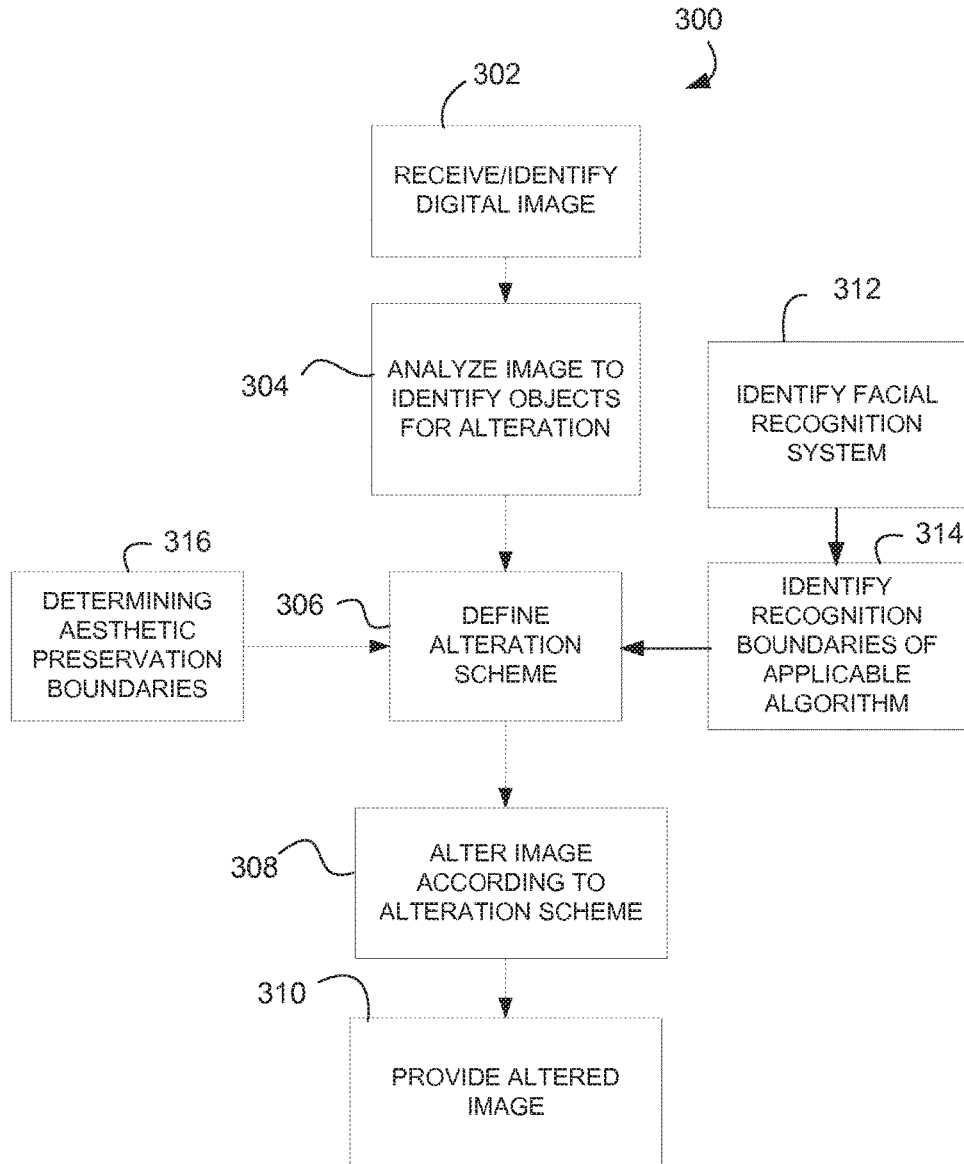 300
302
RECEIVE/IDENTIFY
DIGITAL IMAGE
304
ANALYZE IMAGE TO
IDENTIFY OBJECTS
FOR ALTERATION
312
IDENTIFY FACIAL
RECOGNITION
SYSTEM
316
DETERMINING
AESTHETIC
PRESERVATION
BOUNDARIES
306
DEFINE
ALTERATION
SCHEME
314
IDENTIFY
RECOGNITION
BOUNDARIES OF
APPLICABLE
ALGORITHM
308
ALTER IMAGE
ACCORDING TO
ALTERATION SCHEME
310
PROVIDE ALTERED
IMAGE